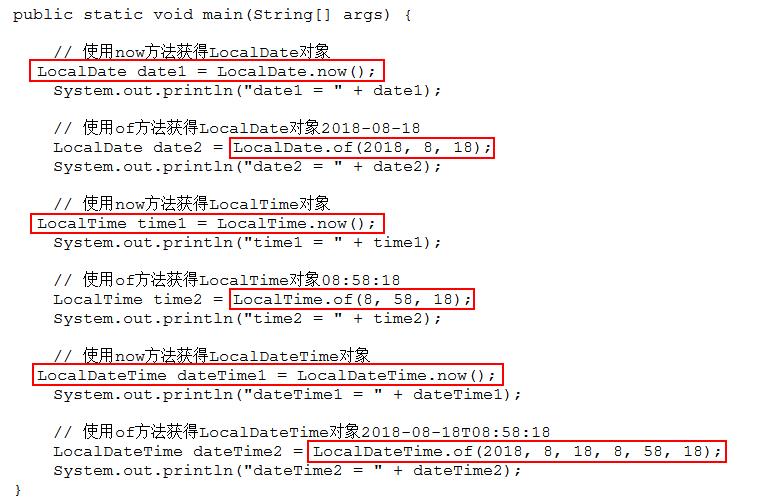 public static void main(String[] args) {
// 使用now方法获得LocalDate对象
LocalDate date1 = LocalDate.now();
System.out.println("date1 = " + date1);
// 使用of方法获得LocalDate对象2018-08-18
LocalDate date2 = LocalDate.of(2018, 8, 18);
System.out.println("date2 = " + date2);
// 使用now方法获得LocalTime对象
LocalTime time1 = LocalTime.now();
System.out.println("time1 = " + time1);
// 使用of方法获得LocalTime对象08:58:18
LocalTime time2 = LocalTime.of(8, 58, 18);
System.out.println("time2 = " + time2);
// 使用now方法获得LocalDateTime对象
LocalDateTime dateTime1 = LocalDateTime.now();
System.out.println("dateTime1 = " + dateTime1);
// 使用of方法获得LocalDateTime对象2018-08-18T08:58:18
LocalDateTime dateTime2 = LocalDateTime.of(2018, 8, 18, 8, 58, 18);
System.out.println("dateTime2 = " + dateTime2);
}